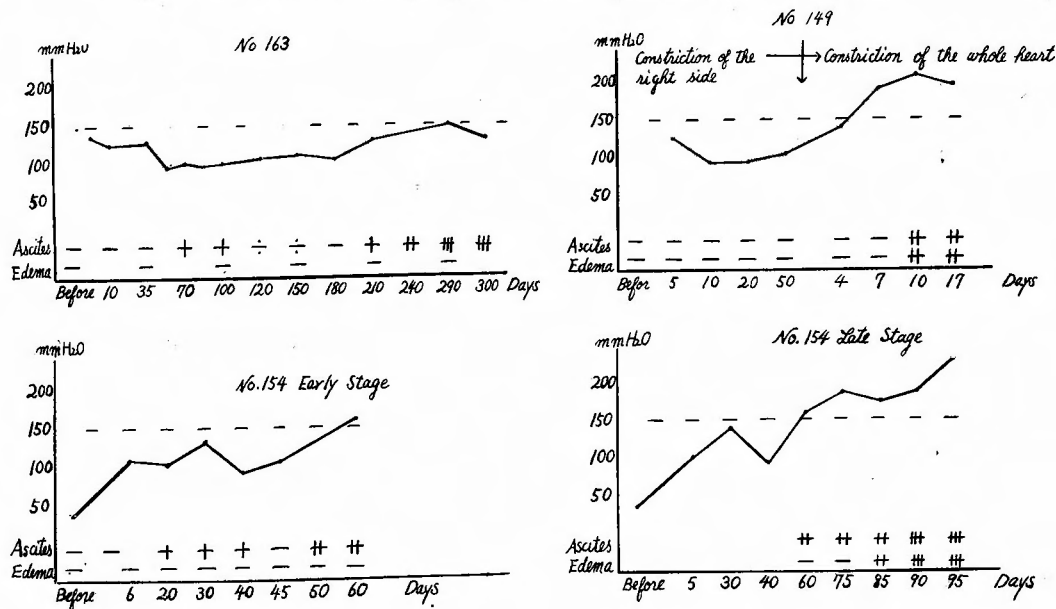 No 163
mmH2O
200
150
100
50
Ascites — — — + + ÷ ÷ — + ++ +++ +++
Edema — — — — — —
Before 10 35 70 100 120 150 180 210 240 290 300 Days
No 149
mmH2O
Constriction of the right side → Constriction of the whole heart
200
150
100
50
Ascites — — — — — — — ++ ++
Edema — — — — — — — ++ ++
Befor 5 10 20 50 4 7 10 17 Days
mmH2O
No.154 Early Stage
200
150
100
50
Ascites — — + + + — ++ ++
Edema — — — — — — — —
Before 6 20 30 40 45 60 60 Days
No.154 Late Stage
mmH2O
200
150
100
50
Ascites ++ ++ ++ +++ +++
Edema — — ++ +++ +++
Before 5 30 40 60 75 85 90 95 Days